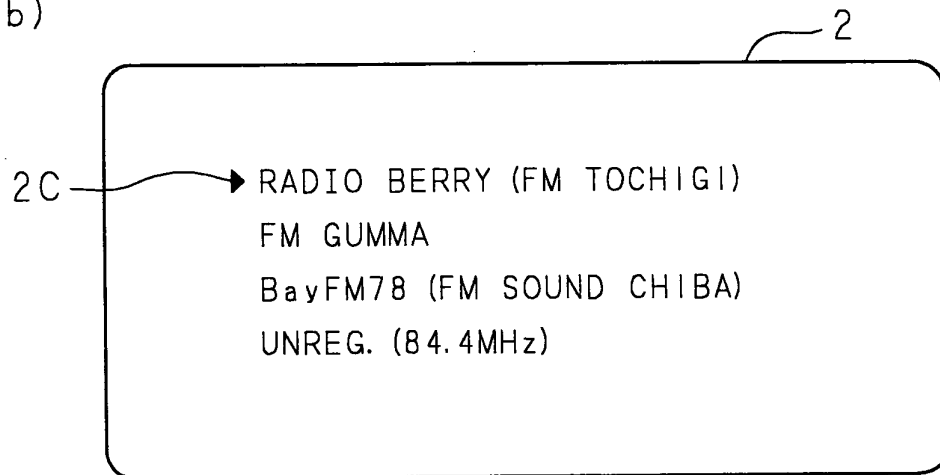 b)
2
2C
RADIO BERRY (FM TOCHIGI)
FM GUMMA
BayFM78 (FM SOUND CHIBA)
UNREG. (84.4MHz)